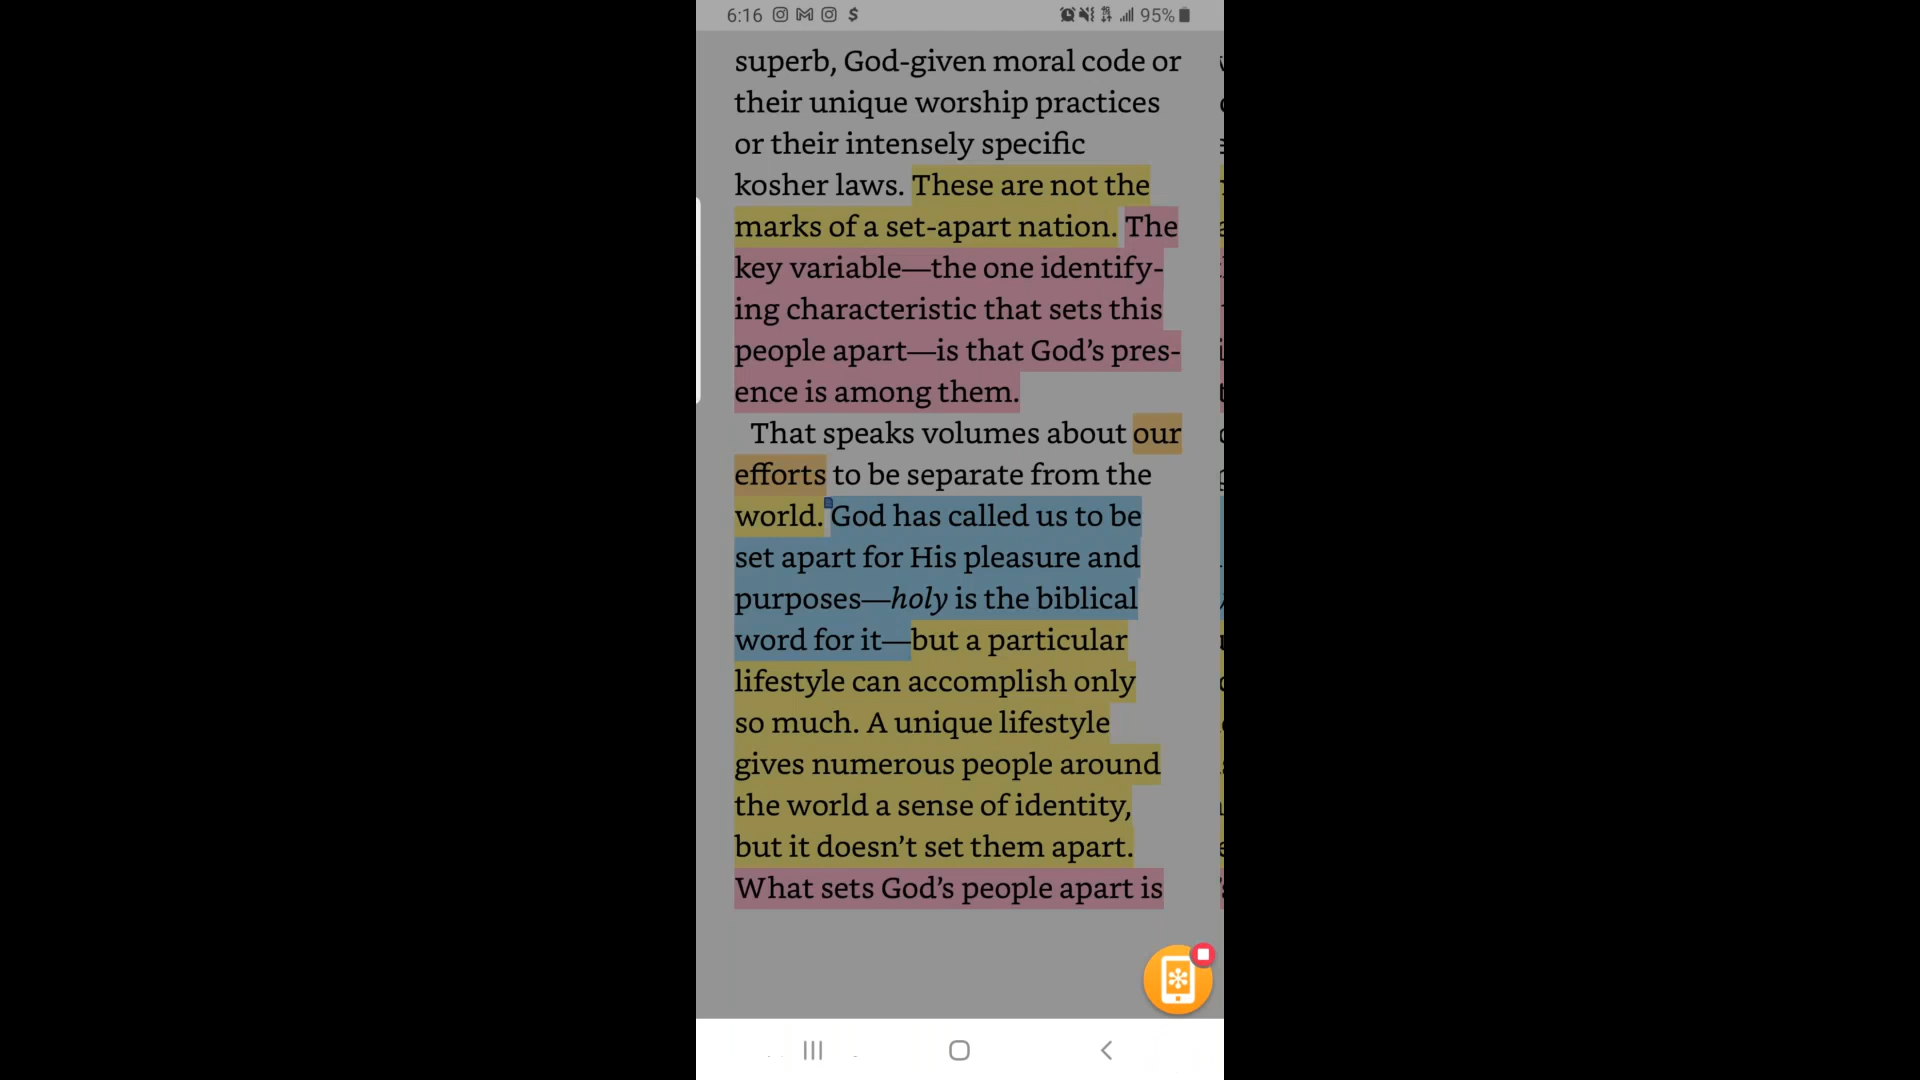 6:16
95%
superb, God-given moral code or
their unique worship practices
or their intensely specific
kosher laws. These are not the
marks of a set-apart nation. The
key variable—the one identify-
ing characteristic that sets this
people apart—is that God’s pres-
ence is among them.
That speaks volumes about our
efforts to be separate from the
world. God has called us to be
set apart for His pleasure and
purposes—holy is the biblical
word for it—but a particular
lifestyle can accomplish only
so much. A unique lifestyle
gives numerous people around
the world a sense of identity,
but it doesn’t set them apart.
What sets God’s people apart is